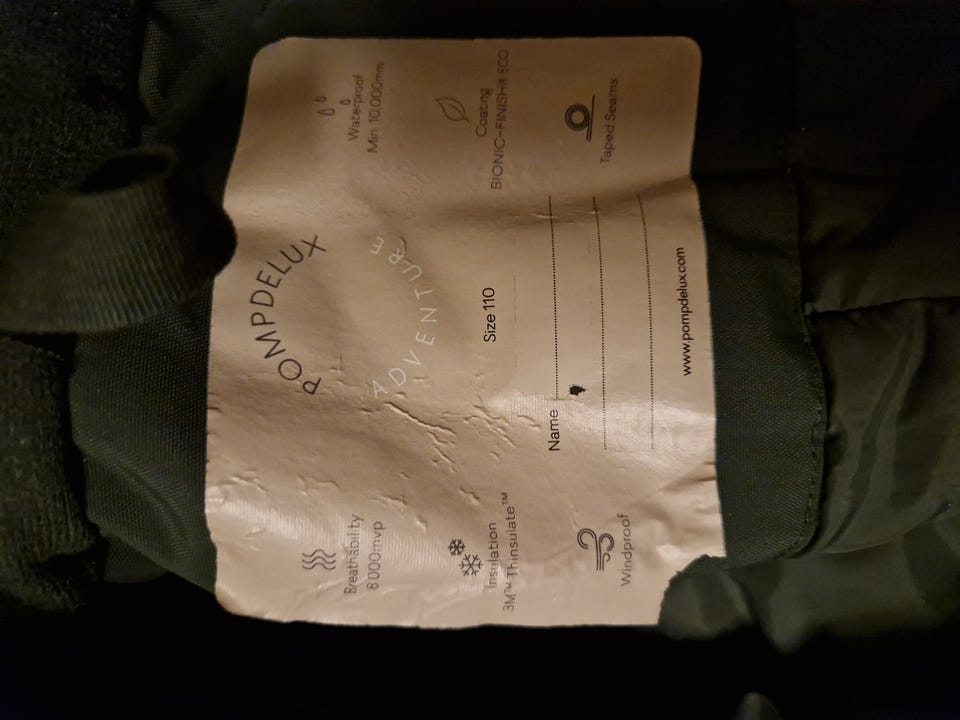 POMPDELUX
ADVENTURE
Breathability
8'000mvp
Waterproof
Min 10.000mm
Insulation
3M™ Thinsulate™
Size 110
Coating
BIONIC-FINISH® ECO
Name
Windproof
Taped Seams
www.pompdelux.com